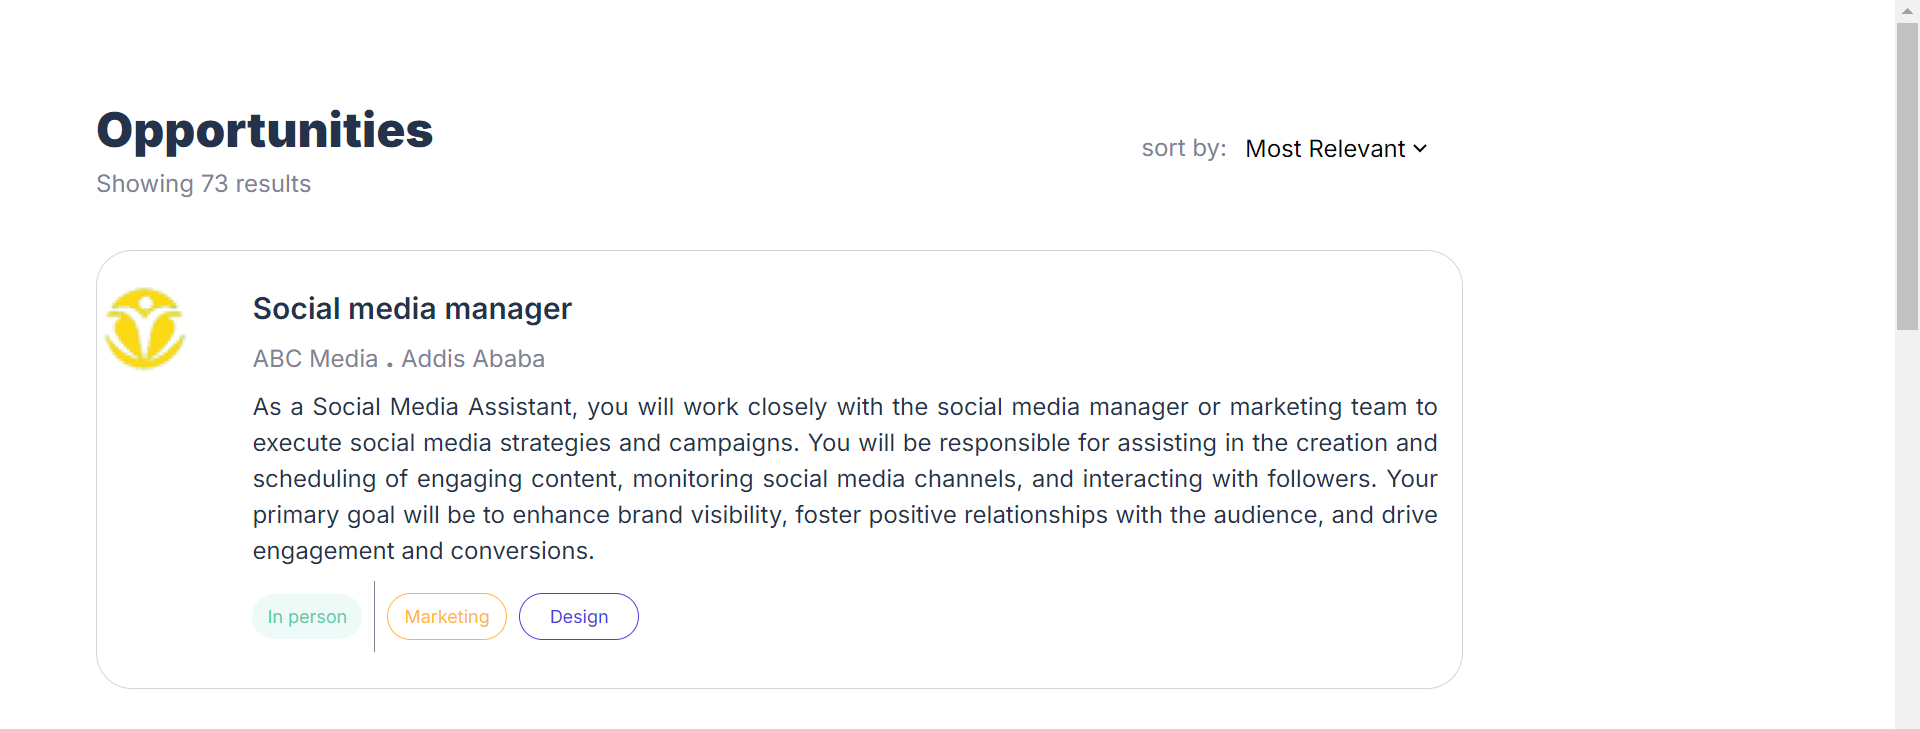 Opportunities
Showing 73 results
sort by: Most Relevant
Social media manager
ABC Media . Addis Ababa
As a Social Media Assistant, you will work closely with the social media manager or marketing team to
execute social media strategies and campaigns. You will be responsible for assisting in the creation and
scheduling of engaging content, monitoring social media channels, and interacting with followers. Your
primary goal will be to enhance brand visibility, foster positive relationships with the audience, and drive
engagement and conversions.
In person Marketing Design